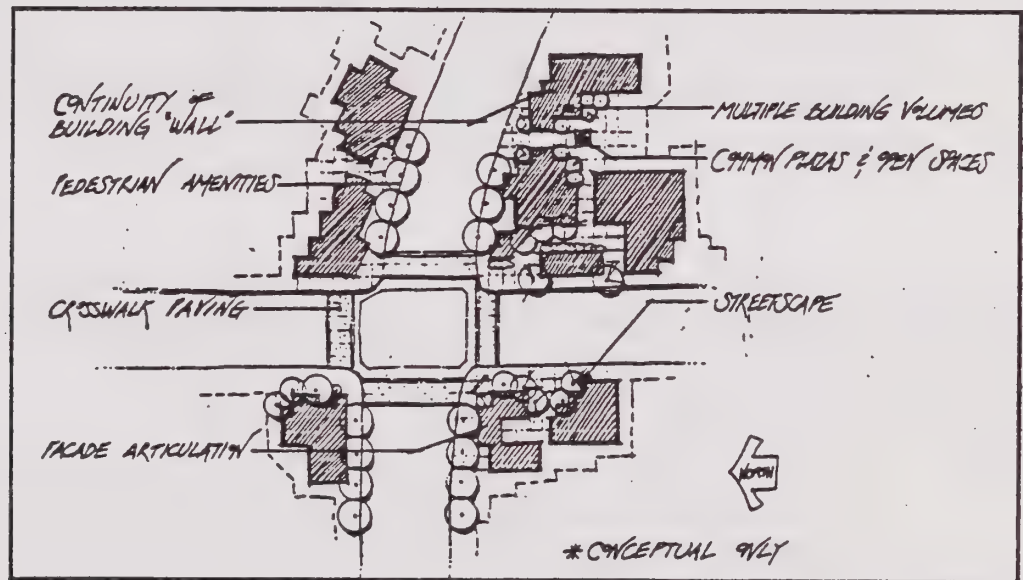 CONTINUITY OF
BUILDING "WALL"
PEDESTRIAN AMENITIES
CROSSWALK PAVING
FACADE ARTICULATION
MULTIPLE BUILDING VOLUMES
COMMON PLAZAS & OPEN SPACES
STREETSCAPE
NORTH
* CONCEPTUAL ONLY